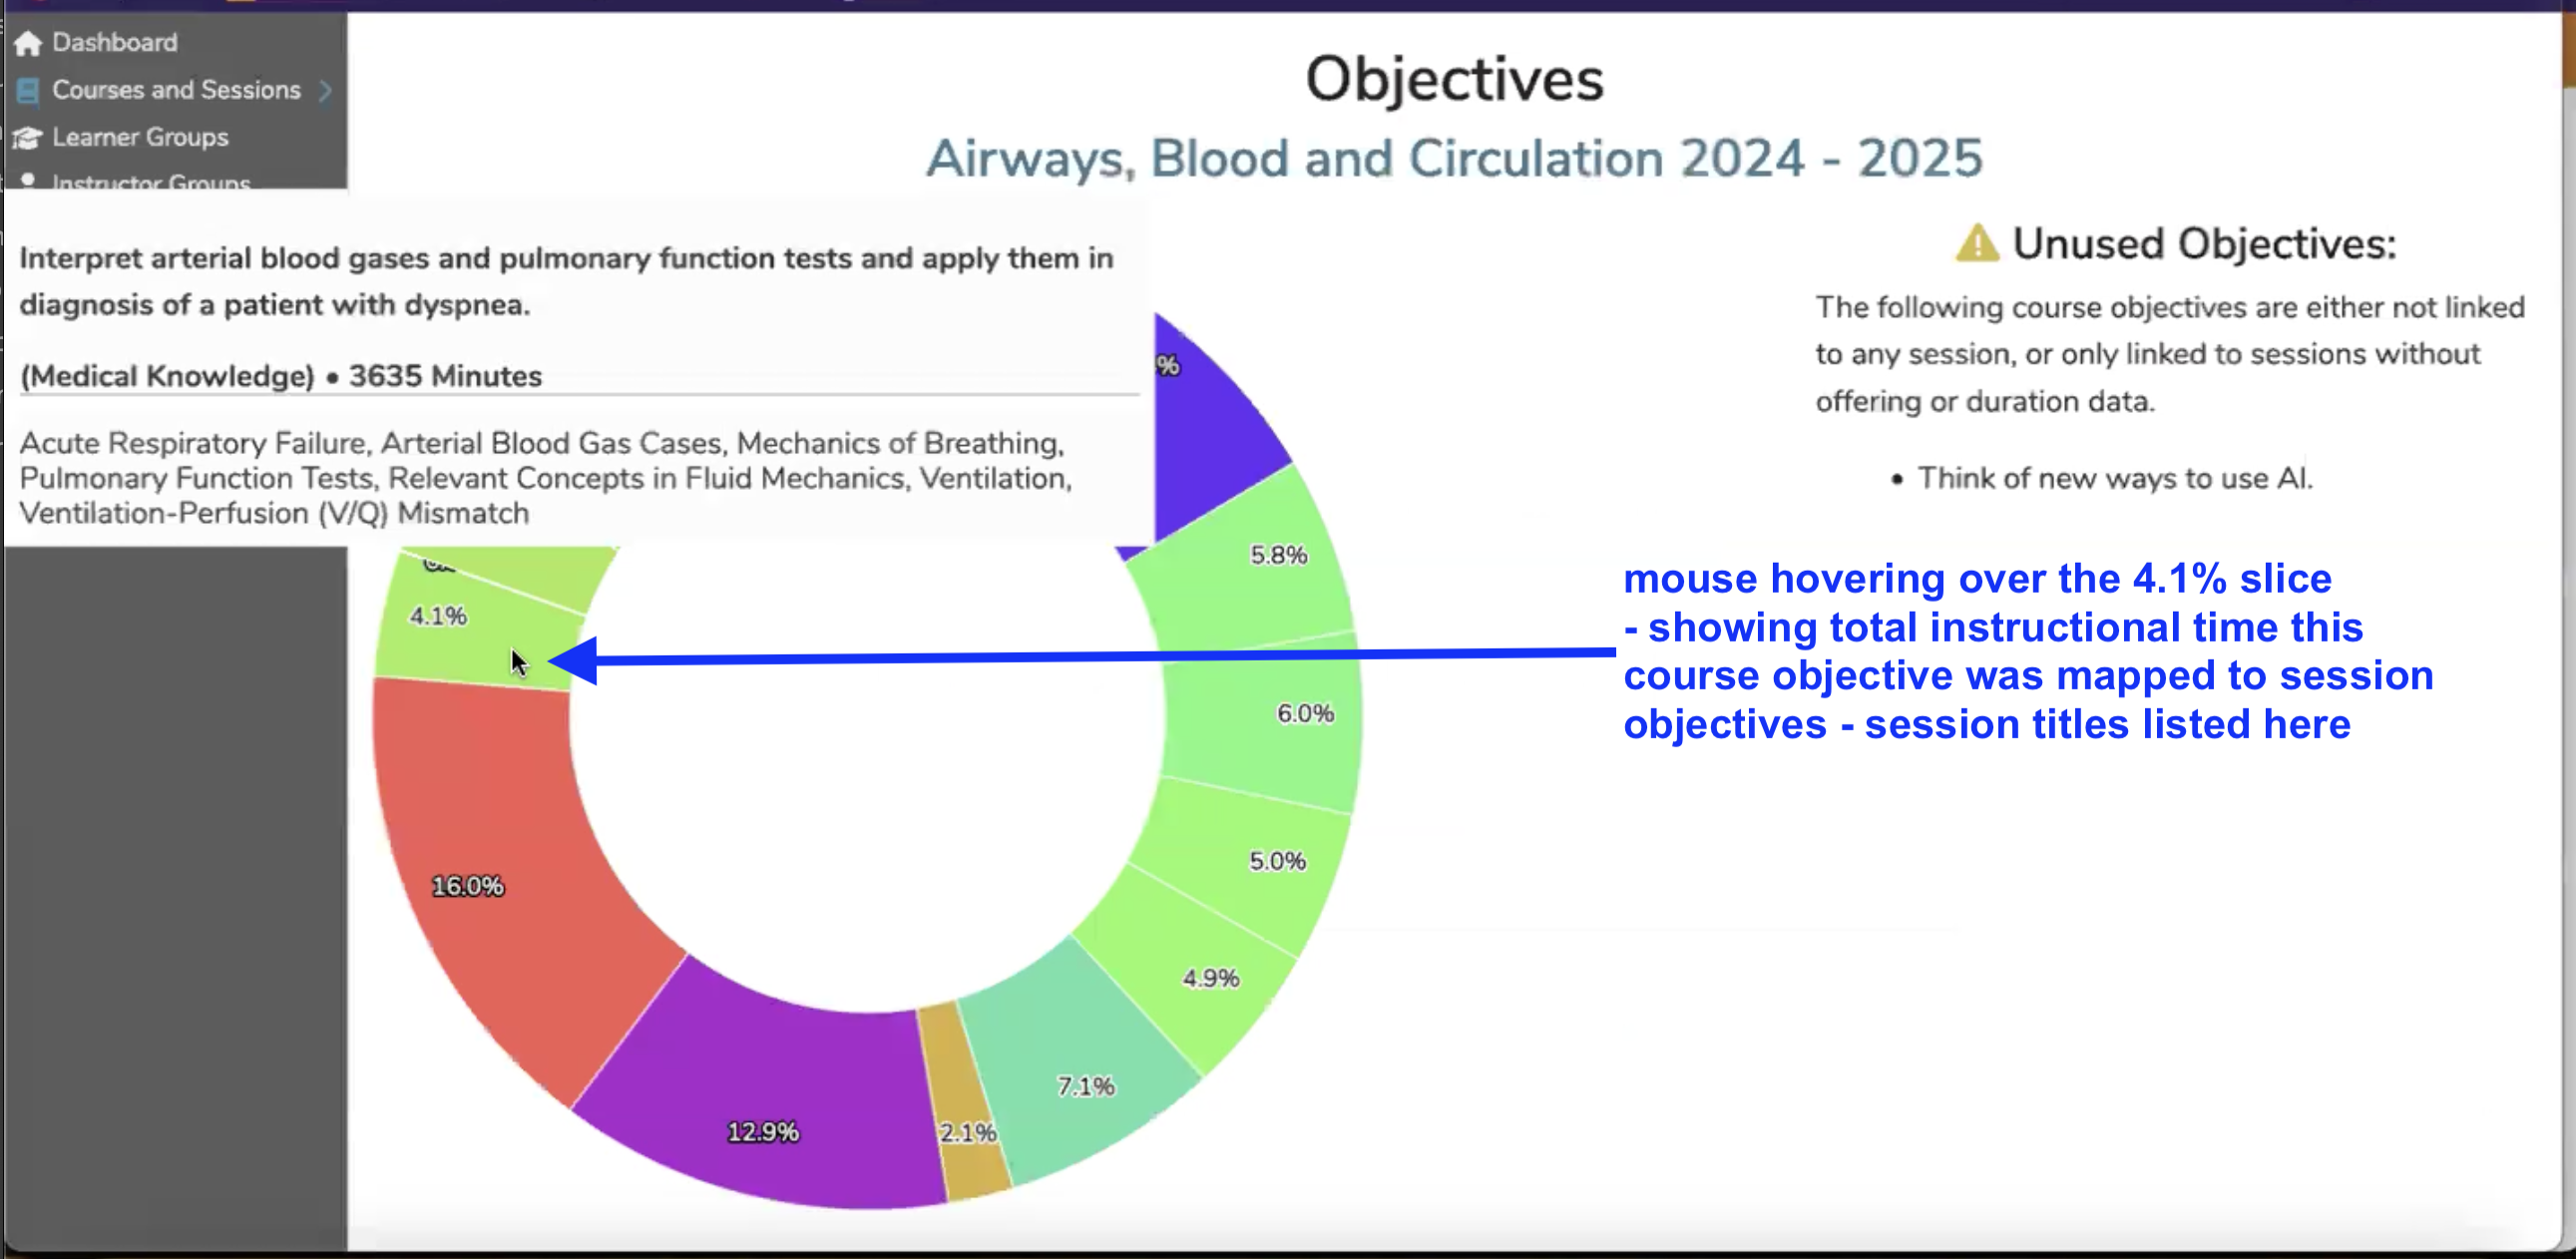 Dashboard
Courses and Sessions
Learner Groups
Instructor Groups
Objectives
Airways, Blood and Circulation 2024 - 2025
Interpret arterial blood gases and pulmonary function tests and apply them in
diagnosis of a patient with dyspnea.
(Medical Knowledge) • 3635 Minutes
Acute Respiratory Failure, Arterial Blood Gas Cases, Mechanics of Breathing,
Pulmonary Function Tests, Relevant Concepts in Fluid Mechanics, Ventilation,
Ventilation-Perfusion (V/Q) Mismatch
Unused Objectives:
The following course objectives are either not linked
to any session, or only linked to sessions without
offering or duration data.
• Think of new ways to use AI.
%
5.8%
6.0%
5.0%
4.9%
7.1%
2.1%
12.9%
16.0%
4.1%
mouse hovering over the 4.1% slice
- showing total instructional time this
course objective was mapped to session
objectives - session titles listed here